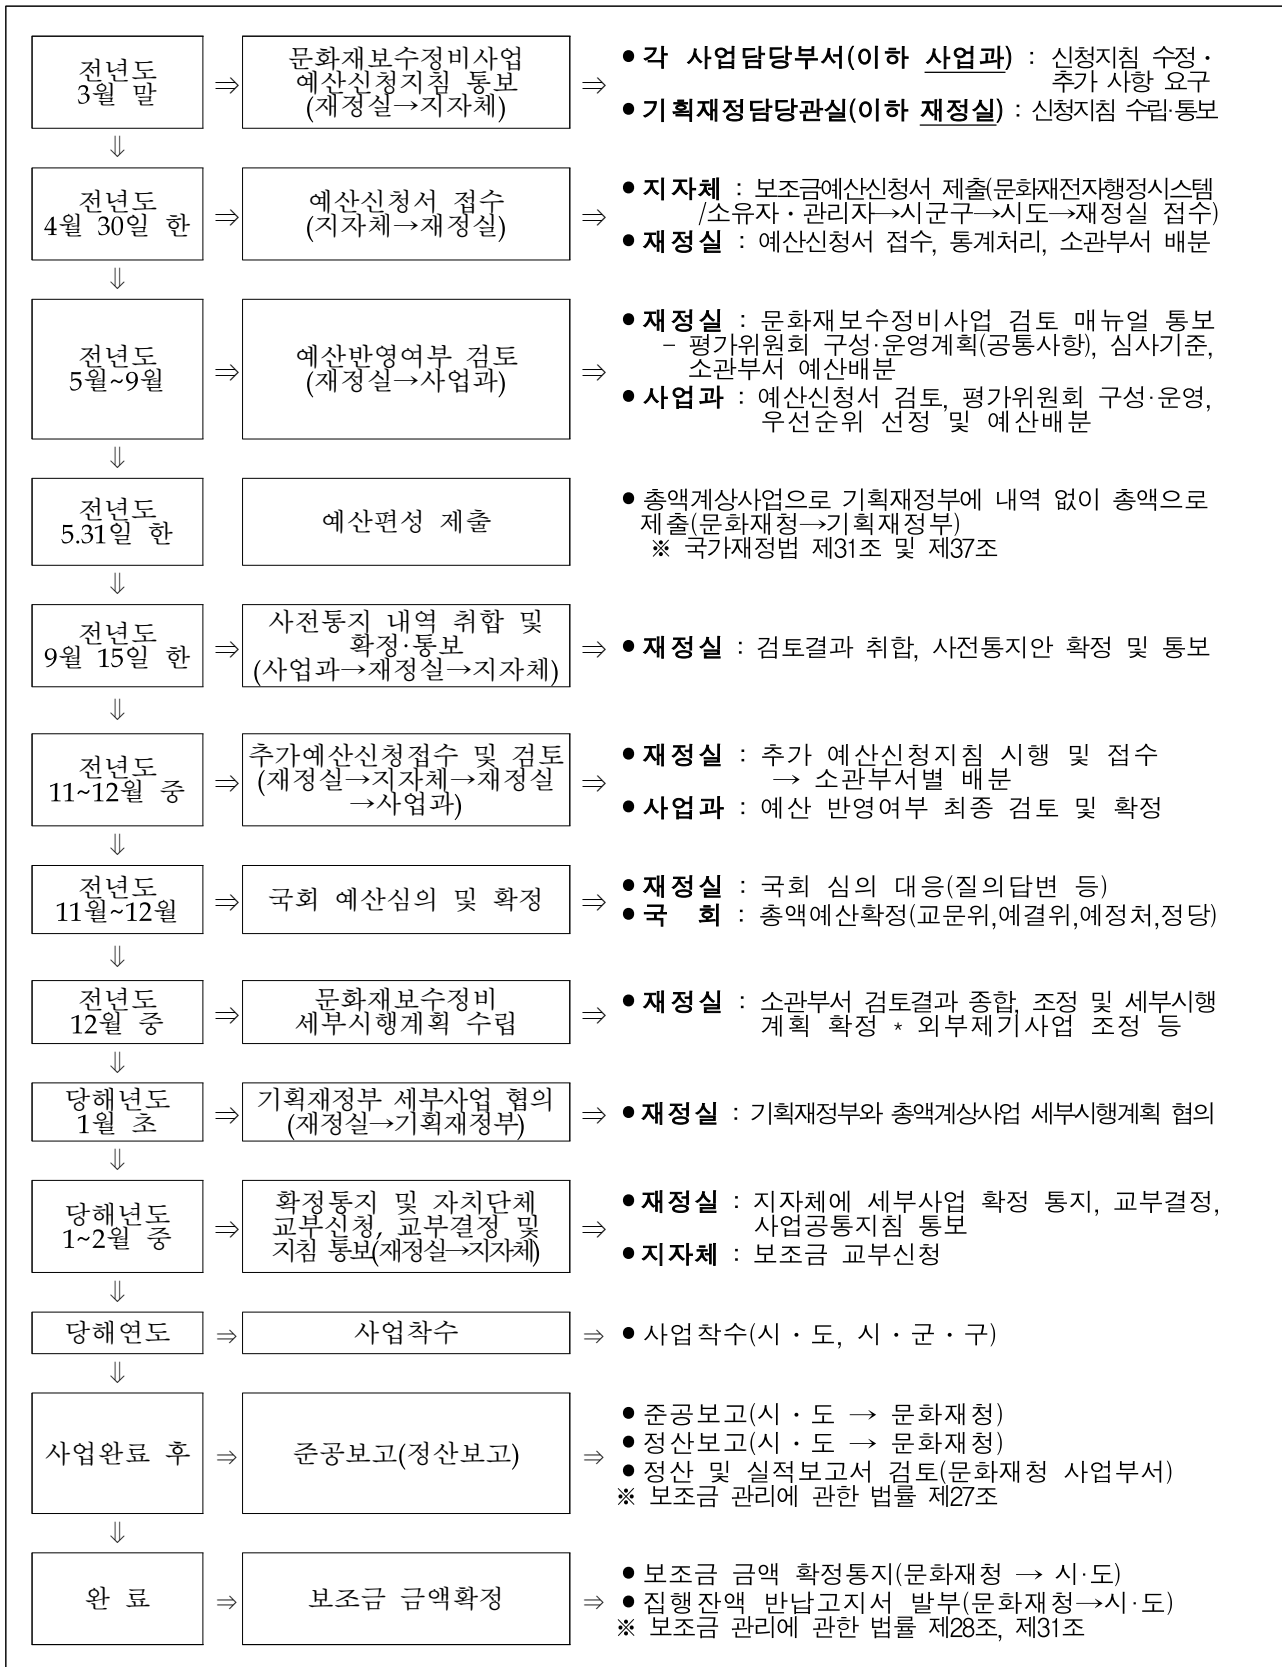 전년도
3월 말
⇒
문화재보수정비사업
예산신청지침 통보
(재정실→지자체)
⇒
● 각 사업담당부서(이하 사업과) : 신청지침 수정·
추가 사항 요구
● 기획재정담당관실(이하 재정실) : 신청지침 수립·통보
⇓
전년도
4월 30일 한
⇒
예산신청서 접수
(지자체→재정실)
⇒
● 지자체 : 보조금예산신청서 제출(문화재전자행정시스템
/소유자·관리자→시군구→시도→재정실 접수)
● 재정실 : 예산신청서 접수, 통계처리, 소관부서 배분
⇓
전년도
5월~9월
⇒
예산반영여부 검토
(재정실→사업과)
⇒
● 재정실 : 문화재보수정비사업 검토 매뉴얼 통보
- 평가위원회 구성·운영계획(공통사항), 심사기준,
소관부서 예산배분
● 사업과 : 예산신청서 검토, 평가위원회 구성·운영,
우선순위 선정 및 예산배분
⇓
전년도
5.31일 한
예산편성 제출
● 총액계상사업으로 기획재정부에 내역 없이 총액으로
제출(문화재청→기획재정부)
※ 국가재정법 제31조 및 제37조
⇓
전년도
9월 15일 한
⇒
사전통지 내역 취합 및
확정·통보
(사업과→재정실→지자체)
⇒
● 재정실 : 검토결과 취합, 사전통지안 확정 및 통보
⇓
전년도
11~12월 중
⇒
추가예산신청접수 및 검토
(재정실→지자체→재정실
→사업과)
⇒
● 재정실 : 추가 예산신청지침 시행 및 접수
→ 소관부서별 배분
● 사업과 : 예산 반영여부 최종 검토 및 확정
⇓
전년도
11월~12월
⇒
국회 예산심의 및 확정
⇒
● 재정실 : 국회 심의 대응(질의답변 등)
● 국 회 : 총액예산확정(교문위,예결위,예정처,정당)
⇓
전년도
12월 중
⇒
문화재보수정비
세부시행계획 수립
⇒
● 재정실 : 소관부서 검토결과 종합, 조정 및 세부시행
계획 확정 * 외부제기사업 조정 등
⇓
당해년도
1월 초
⇒
기획재정부 세부사업 협의
(재정실→기획재정부)
⇒
● 재정실 : 기획재정부와 총액계상사업 세부시행계획 협의
⇓
당해년도
1~2월 중
⇒
확정통지 및 자치단체
교부신청, 교부결정 및
지침 통보(재정실→지자체)
⇒
● 재정실 : 지자체에 세부사업 확정 통지, 교부결정,
사업공통지침 통보
● 지자체 : 보조금 교부신청
⇓
당해연도
⇒
사업착수
⇒
● 사업착수(시·도, 시·군·구)
⇓
사업완료 후
⇒
준공보고(정산보고)
⇒
● 준공보고(시·도 → 문화재청)
● 정산보고(시·도 → 문화재청)
● 정산 및 실적보고서 검토(문화재청 사업부서)
※ 보조금 관리에 관한 법률 제27조
⇓
완 료
⇒
보조금 금액확정
⇒
● 보조금 금액 확정통지(문화재청 → 시·도)
● 집행잔액 반납고지서 발부(문화재청→시·도)
※ 보조금 관리에 관한 법률 제28조, 제31조